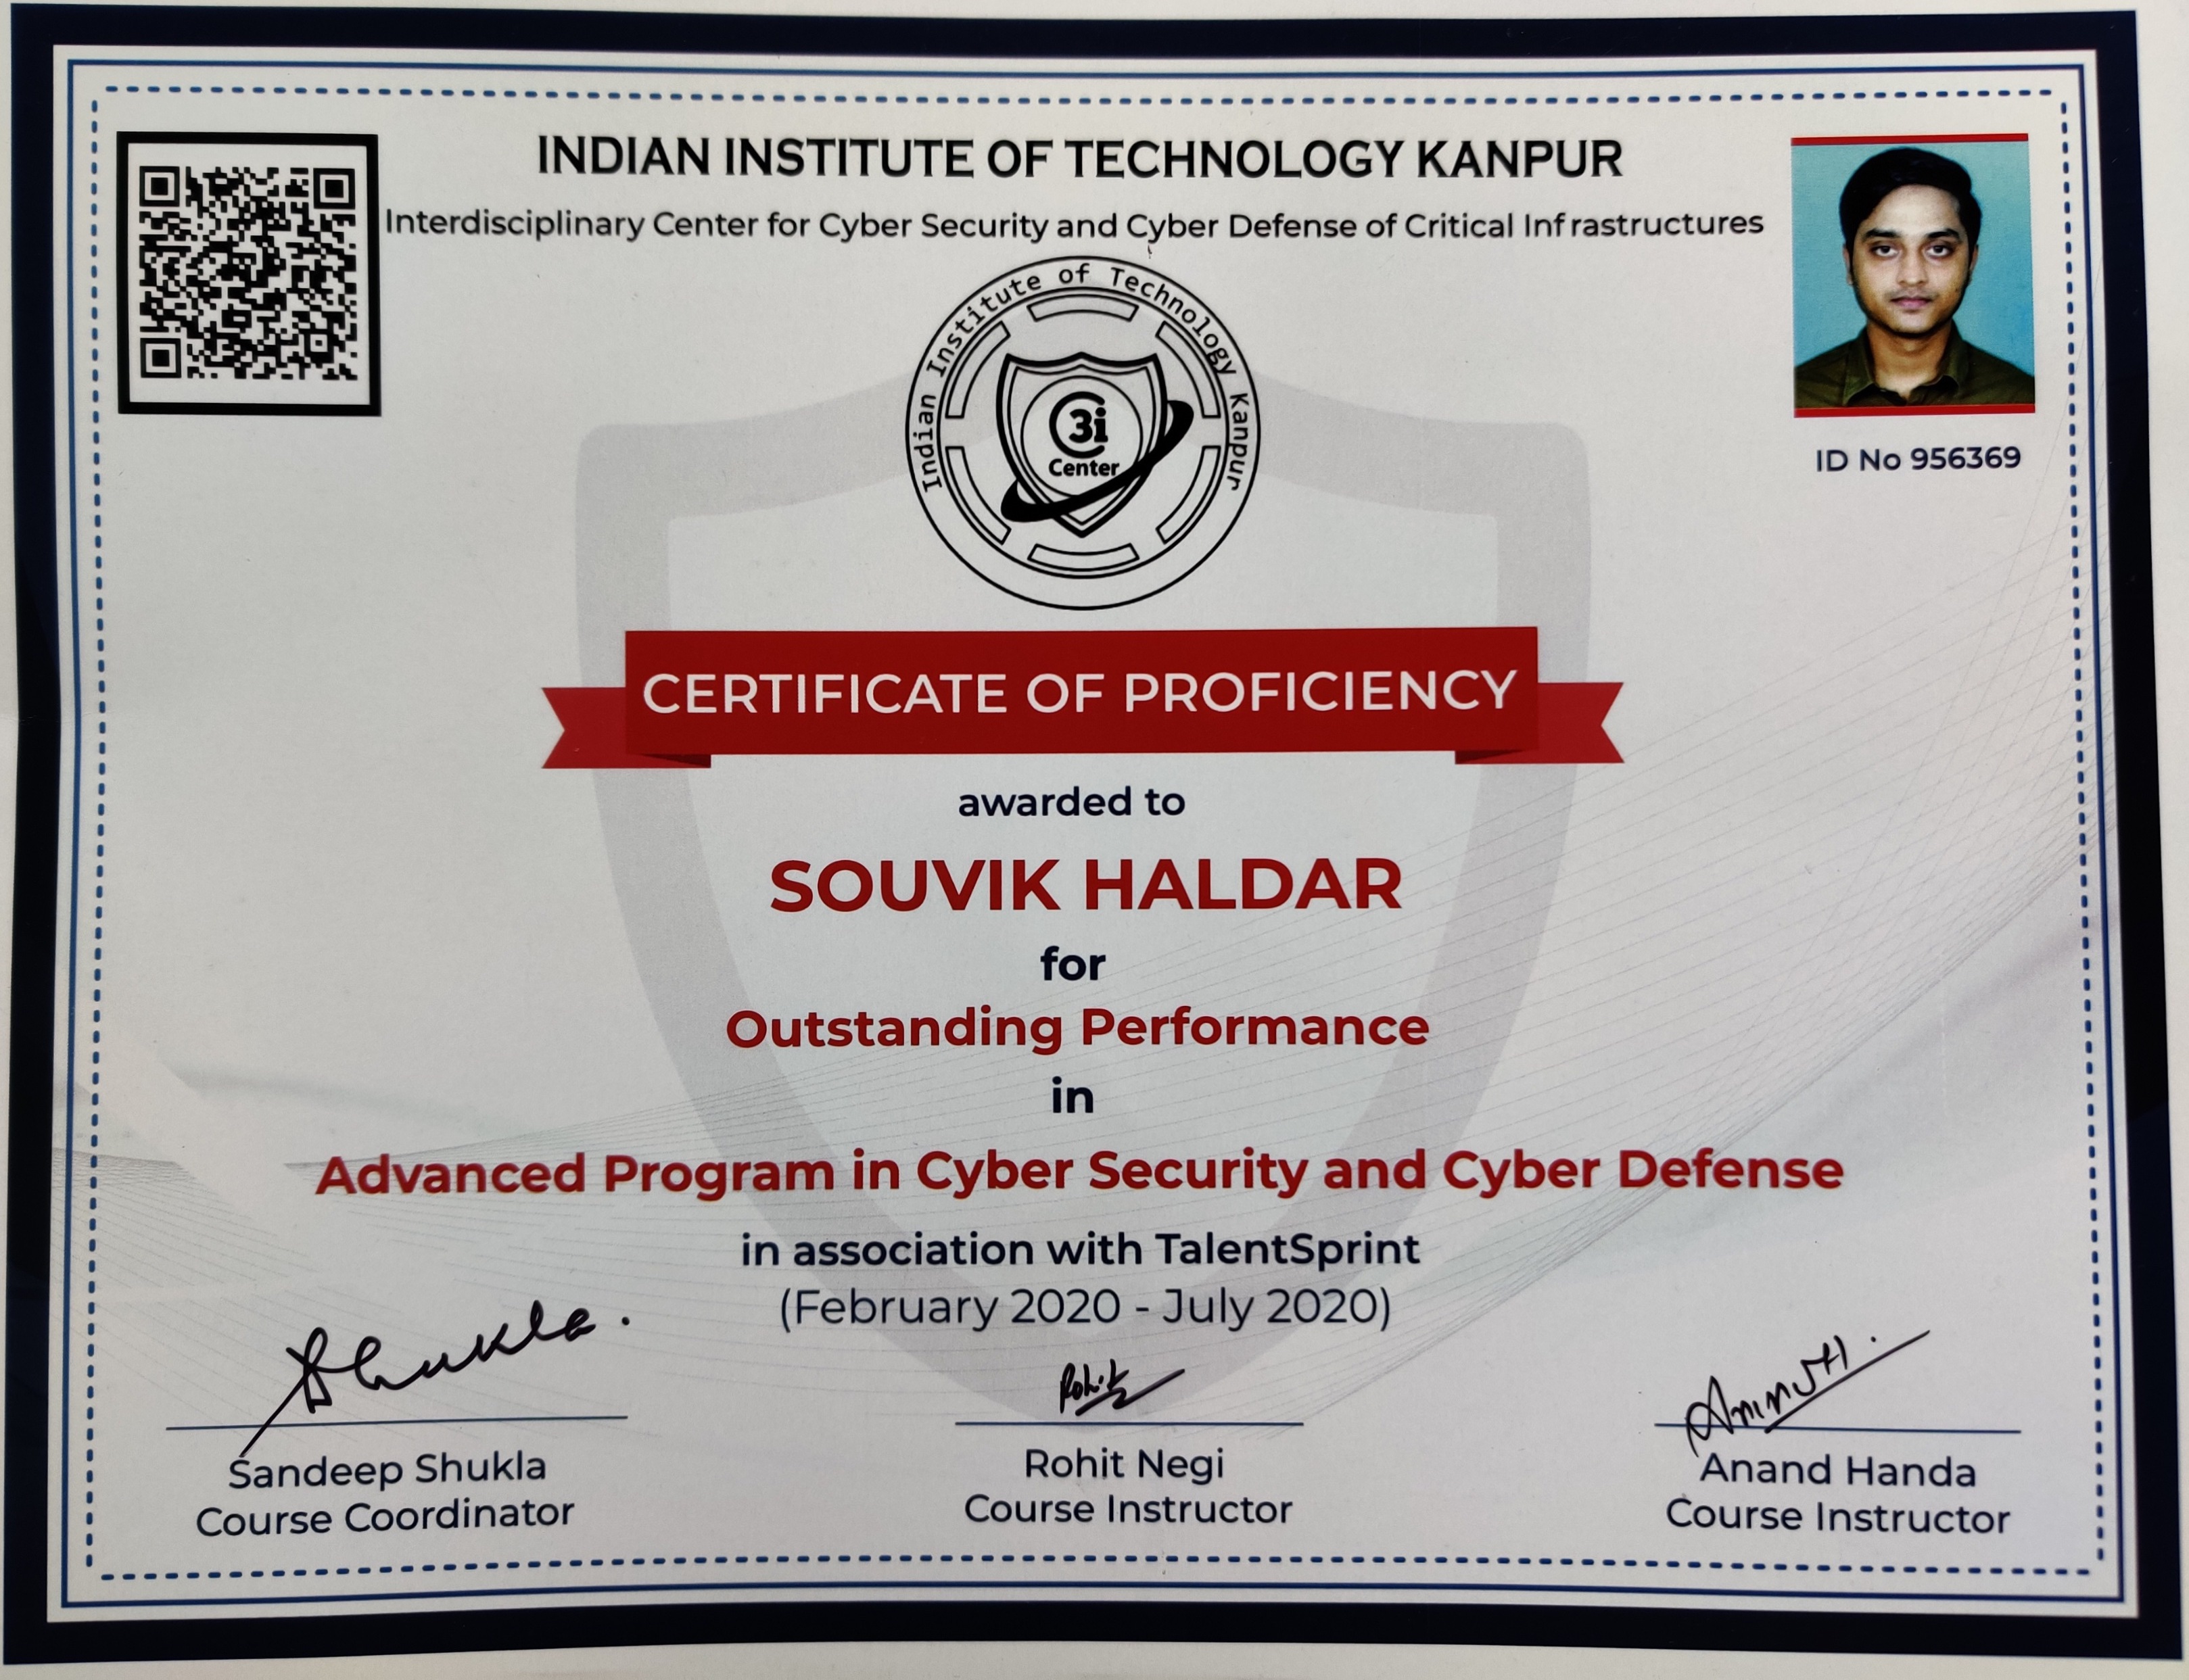 INDIAN INSTITUTE OF TECHNOLOGY KANPUR
Interdisciplinary Center for Cyber Security and Cyber Defense of Critical Infrastructures
Indian Institute of Technology Kanpur
C3i
Center
ID No 956369
CERTIFICATE OF PROFICIENCY
awarded to
SOUVIK HALDAR
for
Outstanding Performance
in
Advanced Program in Cyber Security and Cyber Defense
in association with TalentSprint
(February 2020 - July 2020)
Shukla.
Rohit
Sandeep Shukla
Course Coordinator
Rohit Negi
Course Instructor
Anand Handa
Course Instructor